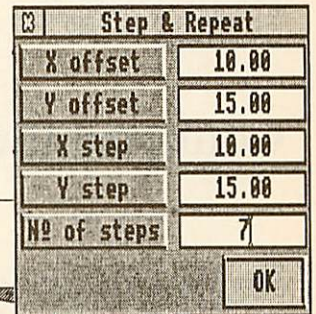 Step & Repeat
X offset 10.00
Y offset 15.00
X step 10.00
Y step 15.00
Nº of steps 7
OK